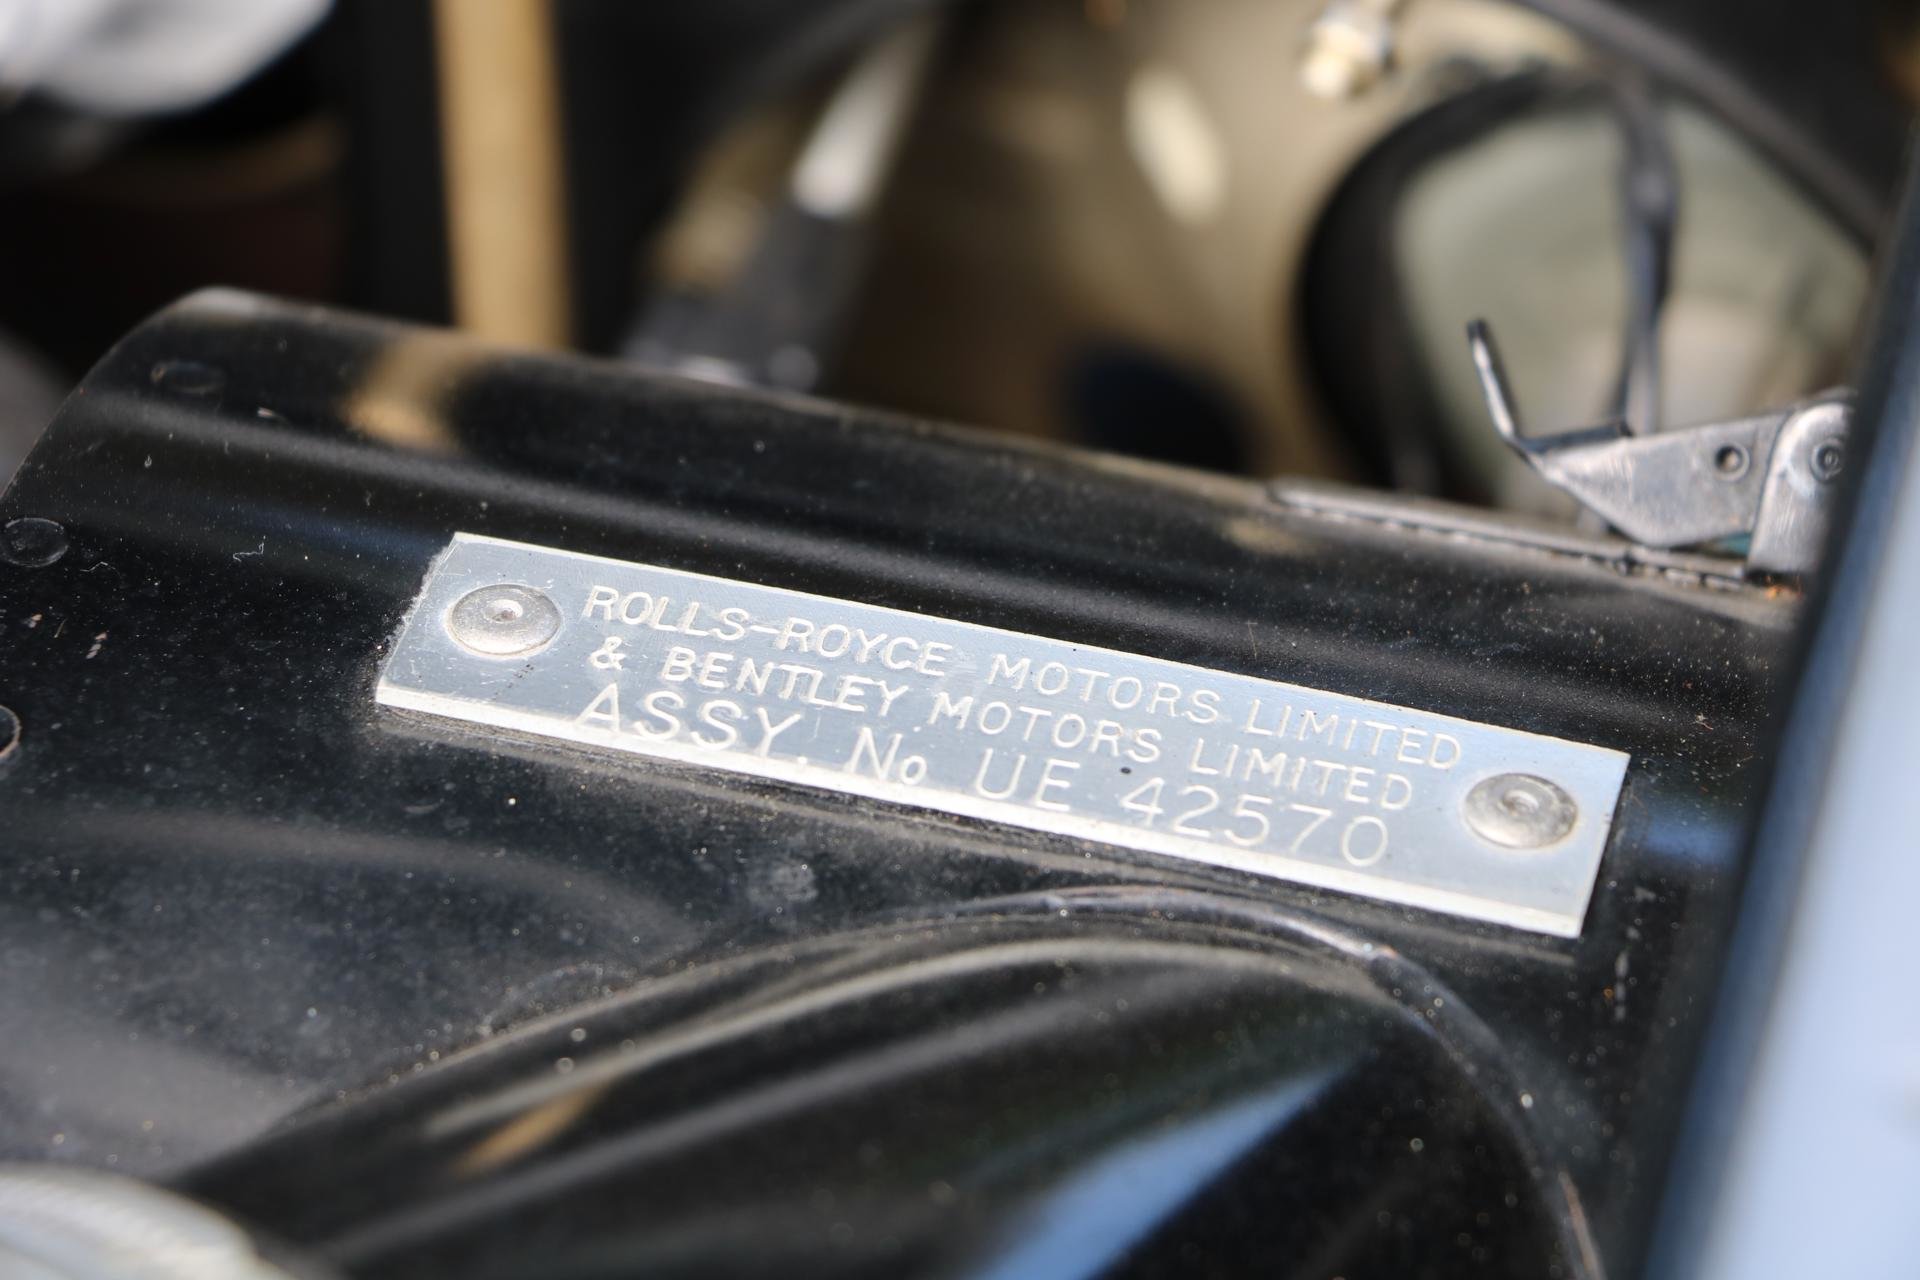 ROLLS-ROYCE MOTORS LIMITED
& BENTLEY MOTORS LIMITED
ASSY. No UE 42570